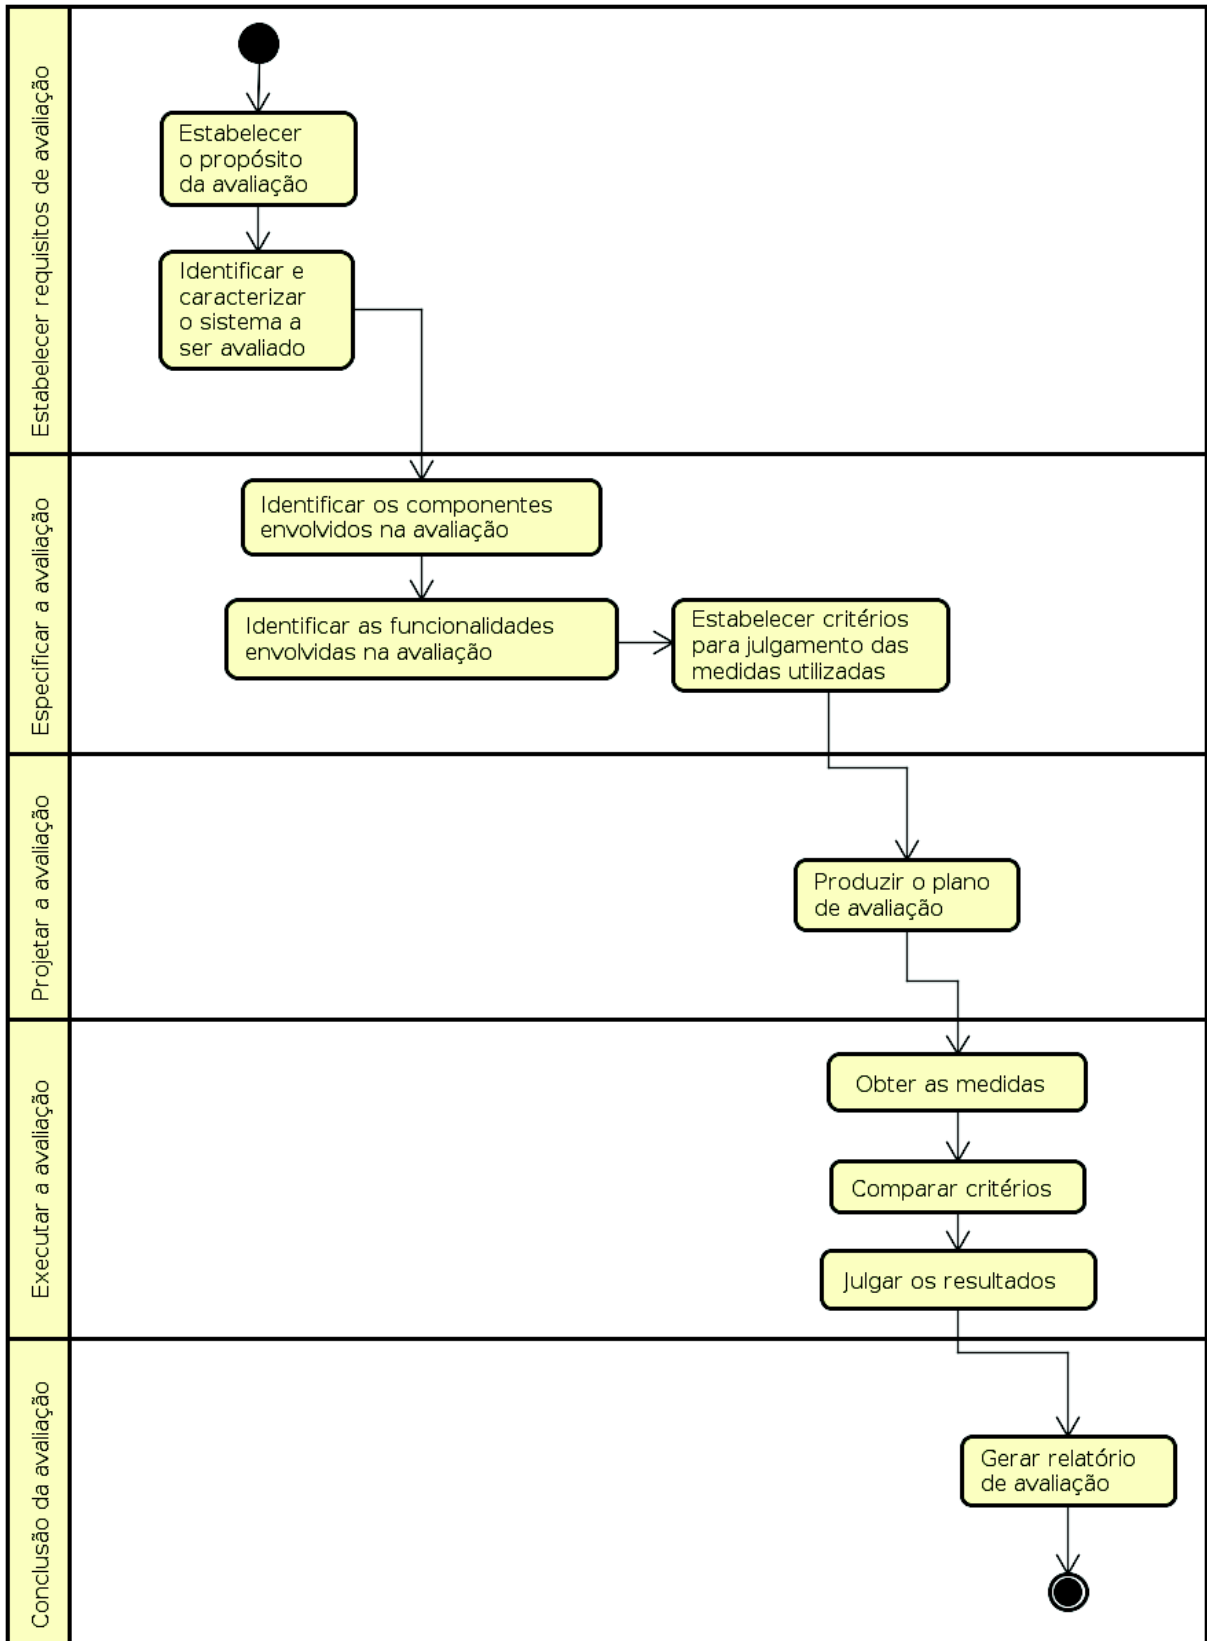 Estabelecer requisitos de avaliação
Estabelecer
o propósito
da avaliação
Identificar e
caracterizar
o sistema a
ser avaliado
Especificar a avaliação
Identificar os componentes
envolvidos na avaliação
Identificar as funcionalidades
envolvidas na avaliação
Estabelecer critérios
para julgamento das
medidas utilizadas
Projetar a avaliação
Produzir o plano
de avaliação
Executar a avaliação
Obter as medidas
Comparar critérios
Julgar os resultados
Conclusão da avaliação
Gerar relatório
de avaliação